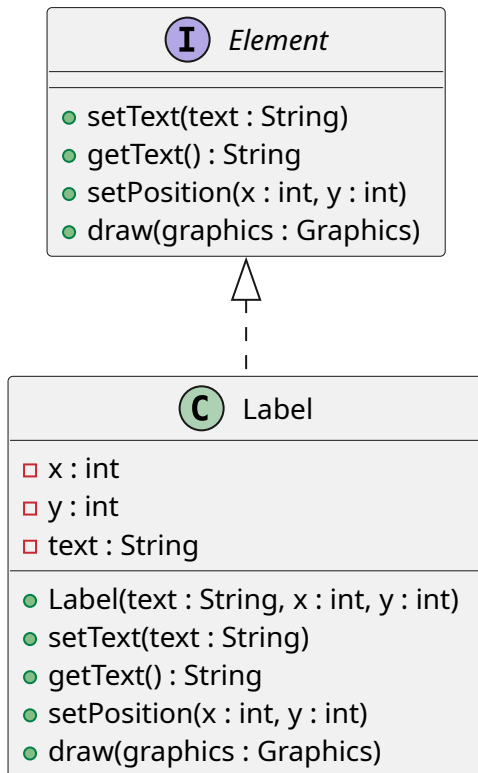 I Element
setText(text : String)
getText() : String
setPosition(x : int, y : int)
draw(graphics : Graphics)
C Label
x : int
y : int
text : String
Label(text : String, x : int, y : int)
setText(text : String)
getText() : String
setPosition(x : int, y : int)
draw(graphics : Graphics)